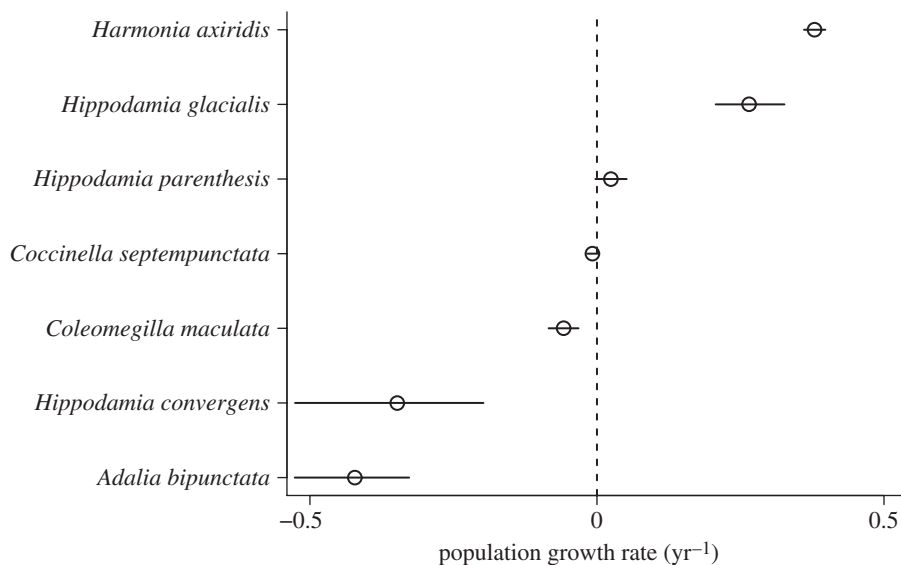 Harmonia axiridis
Hippodamia glacialis
Hippodamia parenthesis
Coccinella septempunctata
Coleomegilla maculata
Hippodamia convergens
Adalia bipunctata
−0.5 0 0.5
population growth rate (yr⁻¹)